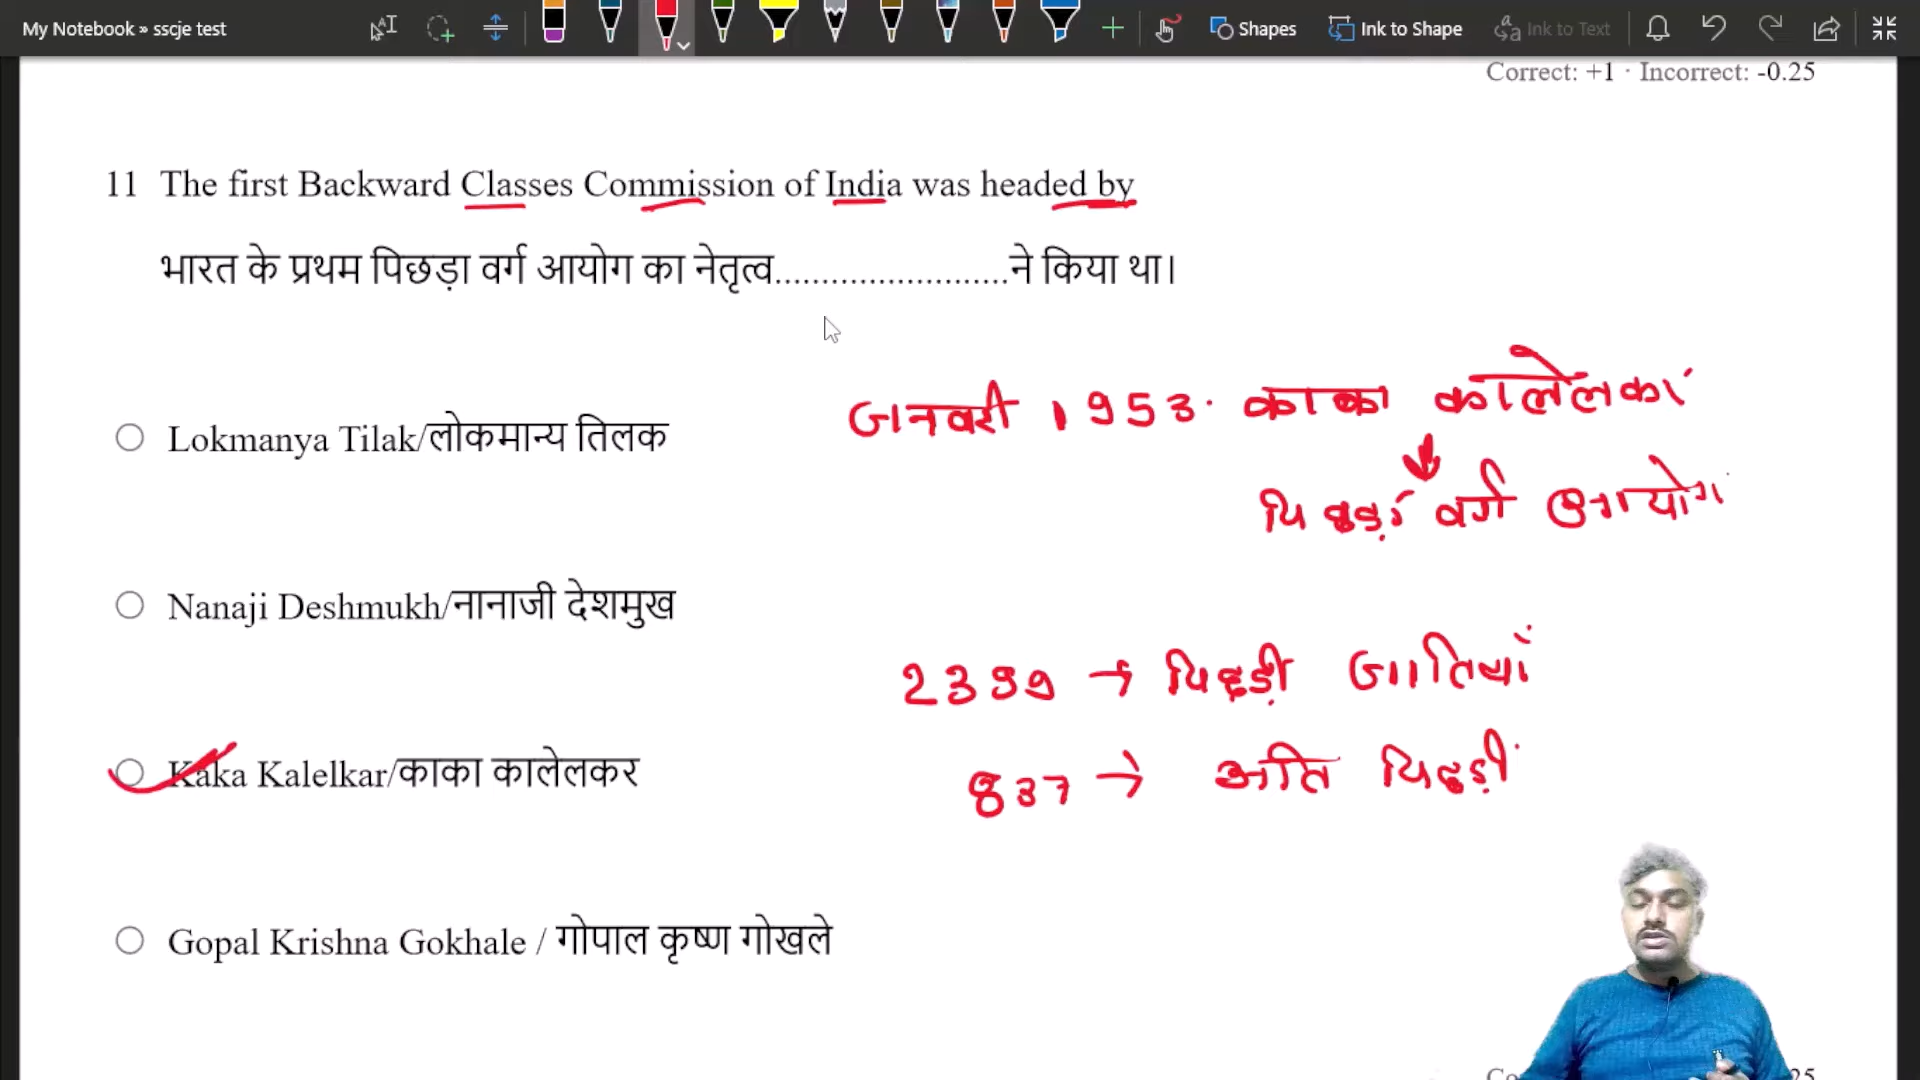 My Notebook » sscje test
Shapes
Ink to Shape
Ink to Text
Correct: +1 · Incorrect: -0.25
11 The first Backward Classes Commission of India was headed by
भारत के प्रथम पिछड़ा वर्ग आयोग का नेतृत्व.........................ने किया था।
जनवरी 1953. काका कालेलकर
पिछड़ा वर्ग आयोग
Lokmanya Tilak/लोकमान्य तिलक
Nanaji Deshmukh/नानाजी देशमुख
2399 → पिछड़ी जातियाँ
Kaka Kalelkar/काका कालेलकर
837 → अति पिछड़ी
Gopal Krishna Gokhale / गोपाल कृष्ण गोखले